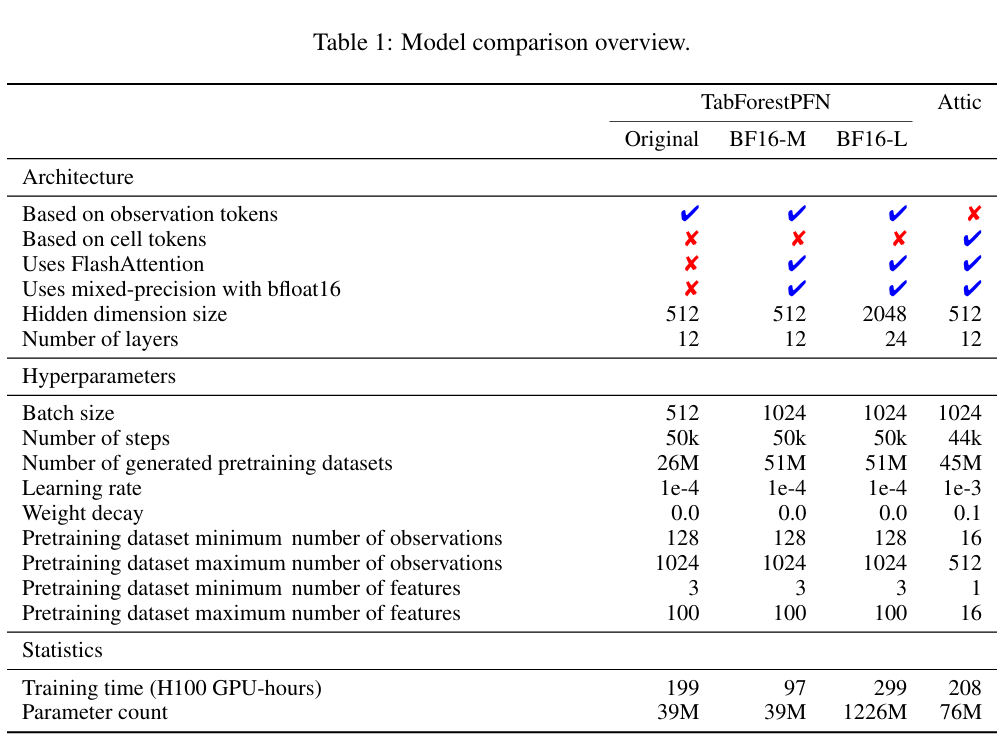 Table 1: Model comparison overview.
TabForestPFN Attic
Original BF16-M BF16-L
Architecture
Based on observation tokens ✔ ✔ ✔ ✘
Based on cell tokens ✘ ✘ ✘ ✔
Uses FlashAttention ✘ ✔ ✔ ✔
Uses mixed-precision with bfloat16 ✘ ✔ ✔ ✔
Hidden dimension size 512 512 2048 512
Number of layers 12 12 24 12
Hyperparameters
Batch size 512 1024 1024 1024
Number of steps 50k 50k 50k 44k
Number of generated pretraining datasets 26M 51M 51M 45M
Learning rate 1e-4 1e-4 1e-4 1e-3
Weight decay 0.0 0.0 0.0 0.1
Pretraining dataset minimum number of observations 128 128 128 16
Pretraining dataset maximum number of observations 1024 1024 1024 512
Pretraining dataset minimum number of features 3 3 3 1
Pretraining dataset maximum number of features 100 100 100 16
Statistics
Training time (H100 GPU-hours) 199 97 299 208
Parameter count 39M 39M 1226M 76M